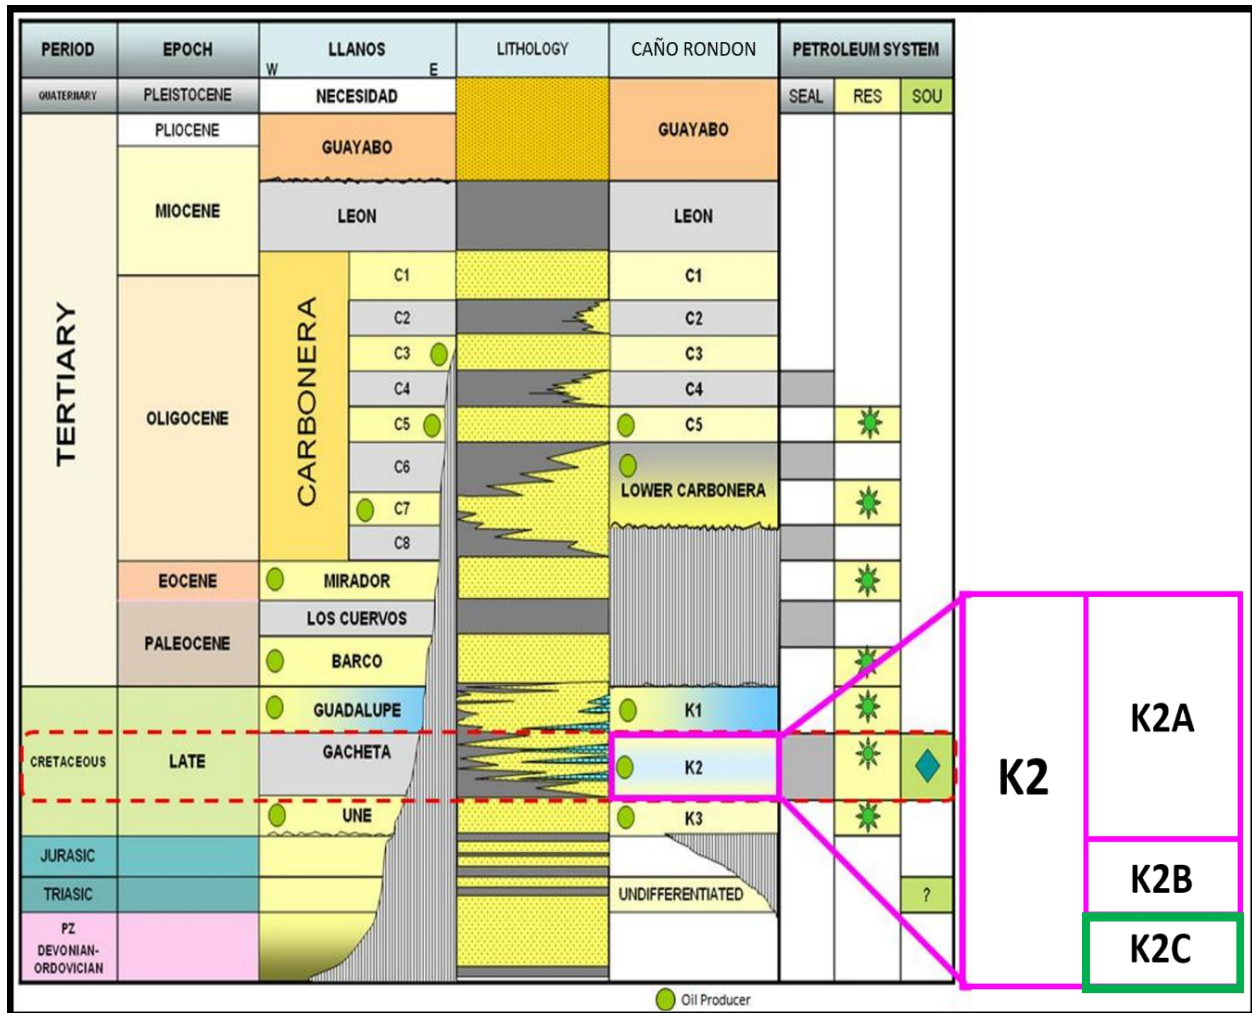 PERIOD EPOCH LLANOS LITHOLOGY CAÑO RONDON PETROLEUM SYSTEM
W E
QUATERNARY PLEISTOCENE NECESIDAD SEAL RES SOU
PLIOCENE
GUAYABO GUAYABO
MIOCENE LEON LEON
TERTIARY
OLIGOCENE
CARBONERA
C1 C1
C2 C2
C3 C3
C4 C4
C5 C5
C6
LOWER CARBONERA
C7
C8
EOCENE MIRADOR
LOS CUERVOS
PALEOCENE
BARCO
GUADALUPE K1
GACHETA
CRETACEOUS LATE K2
UNE K3
JURASIC
TRIASIC UNDIFFERENTIATED ?
PZ
DEVONIAN-
ORDOVICIAN
K2
K2A
K2B
K2C
Oil Producer